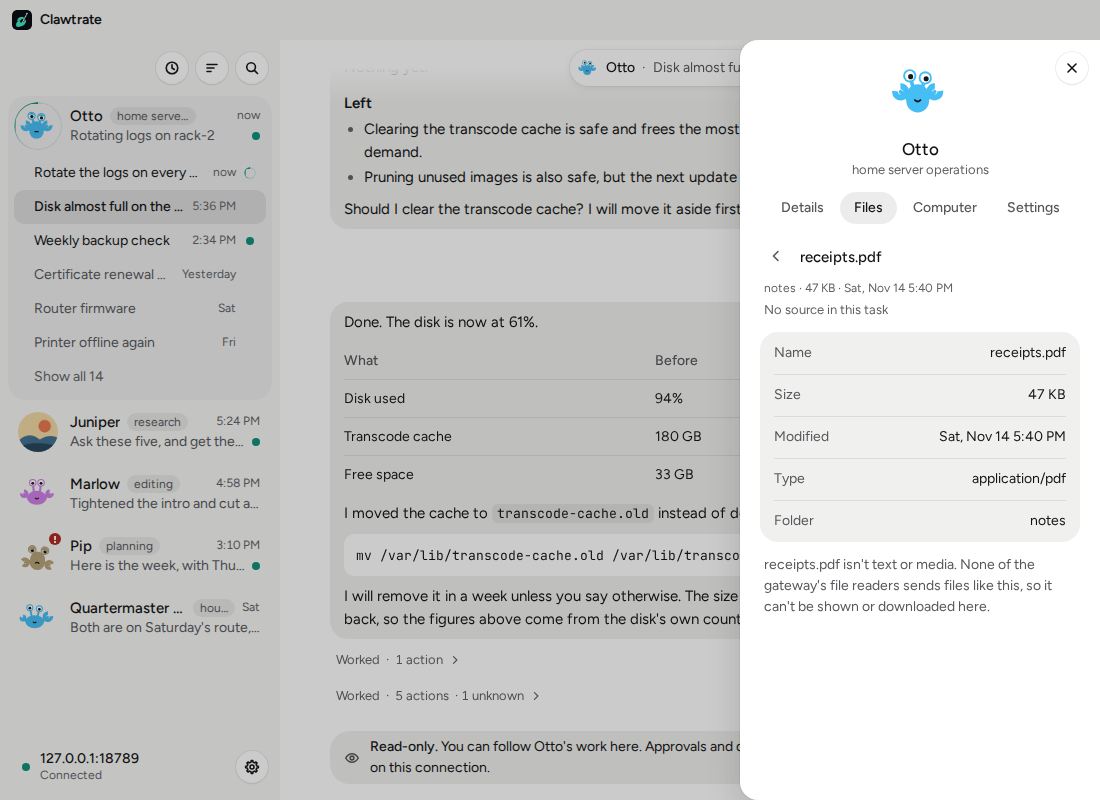 Clawtrate
Otto
home serve...
now
Rotating logs on rack-2
Rotate the logs on every ...
now
Disk almost full on the ...
5:36 PM
Weekly backup check
2:34 PM
Certificate renewal ...
Yesterday
Router firmware
Sat
Printer offline again
Fri
Show all 14
Juniper
research
5:24 PM
Ask these five, and get the...
Marlow
editing
4:58 PM
Tightened the intro and cut a...
Pip
planning
3:10 PM
Here is the week, with Thu...
Quartermaster ...
hou...
Sat
Both are on Saturday's route,...
127.0.0.1:18789
Connected
Nothing yet.
Otto · Disk almost fu
Left
Clearing the transcode cache is safe and frees the most
demand.
Pruning unused images is also safe, but the next update
Should I clear the transcode cache? I will move it aside first
Done. The disk is now at 61%.
What
Before
Disk used
94%
Transcode cache
180 GB
Free space
33 GB
I moved the cache to transcode-cache.old instead of d
mv /var/lib/transcode-cache.old /var/lib/transco
I will remove it in a week unless you say otherwise. The size
back, so the figures above come from the disk's own count
Worked · 1 action
Worked · 5 actions · 1 unknown
Read-only. You can follow Otto's work here. Approvals and
on this connection.
Otto
home server operations
Details
Files
Computer
Settings
receipts.pdf
notes · 47 KB · Sat, Nov 14 5:40 PM
No source in this task
Name
receipts.pdf
Size
47 KB
Modified
Sat, Nov 14 5:40 PM
Type
application/pdf
Folder
notes
receipts.pdf isn't text or media. None of the
gateway's file readers sends files like this, so it
can't be shown or downloaded here.